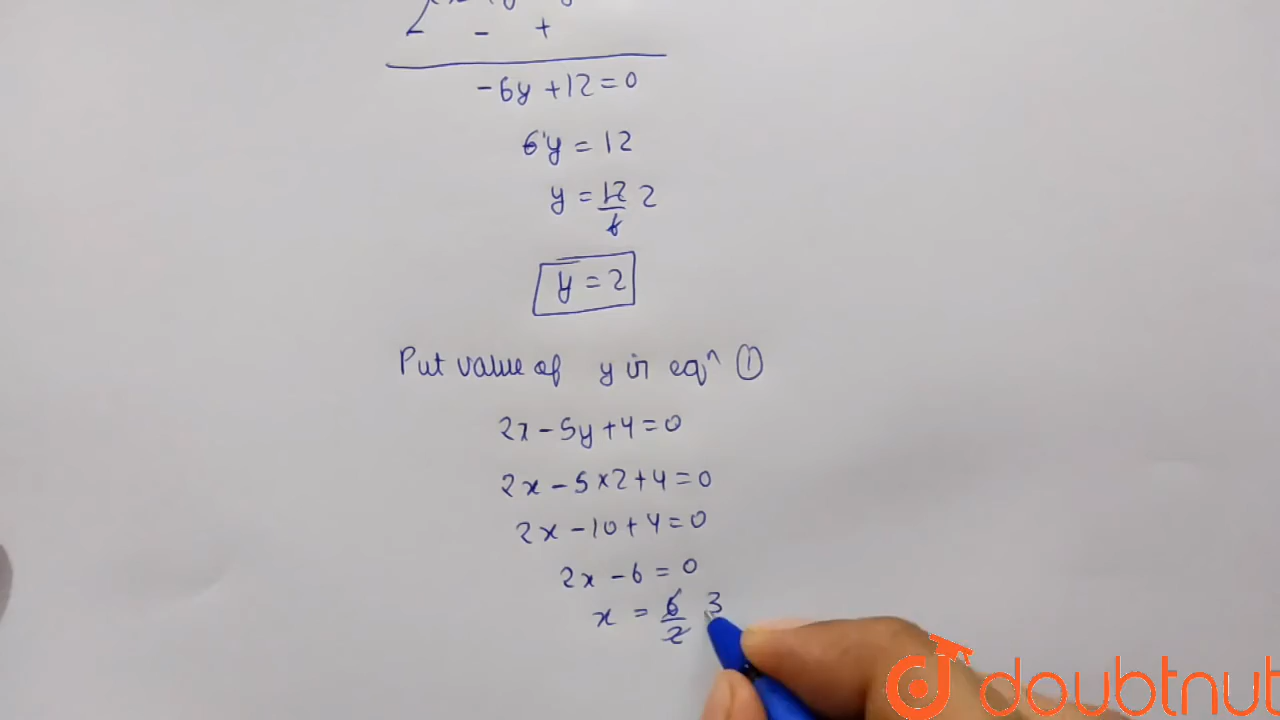 - +
-6y +12=0
6y = 12
y = 12/6 2
y = 2
Put value of y in eqⁿ ①
2x - 5y + 4 = 0
2x - 5×2 + 4 = 0
2x - 10 + 4 = 0
2x - 6 = 0
x = 6/2 3
doubtnut